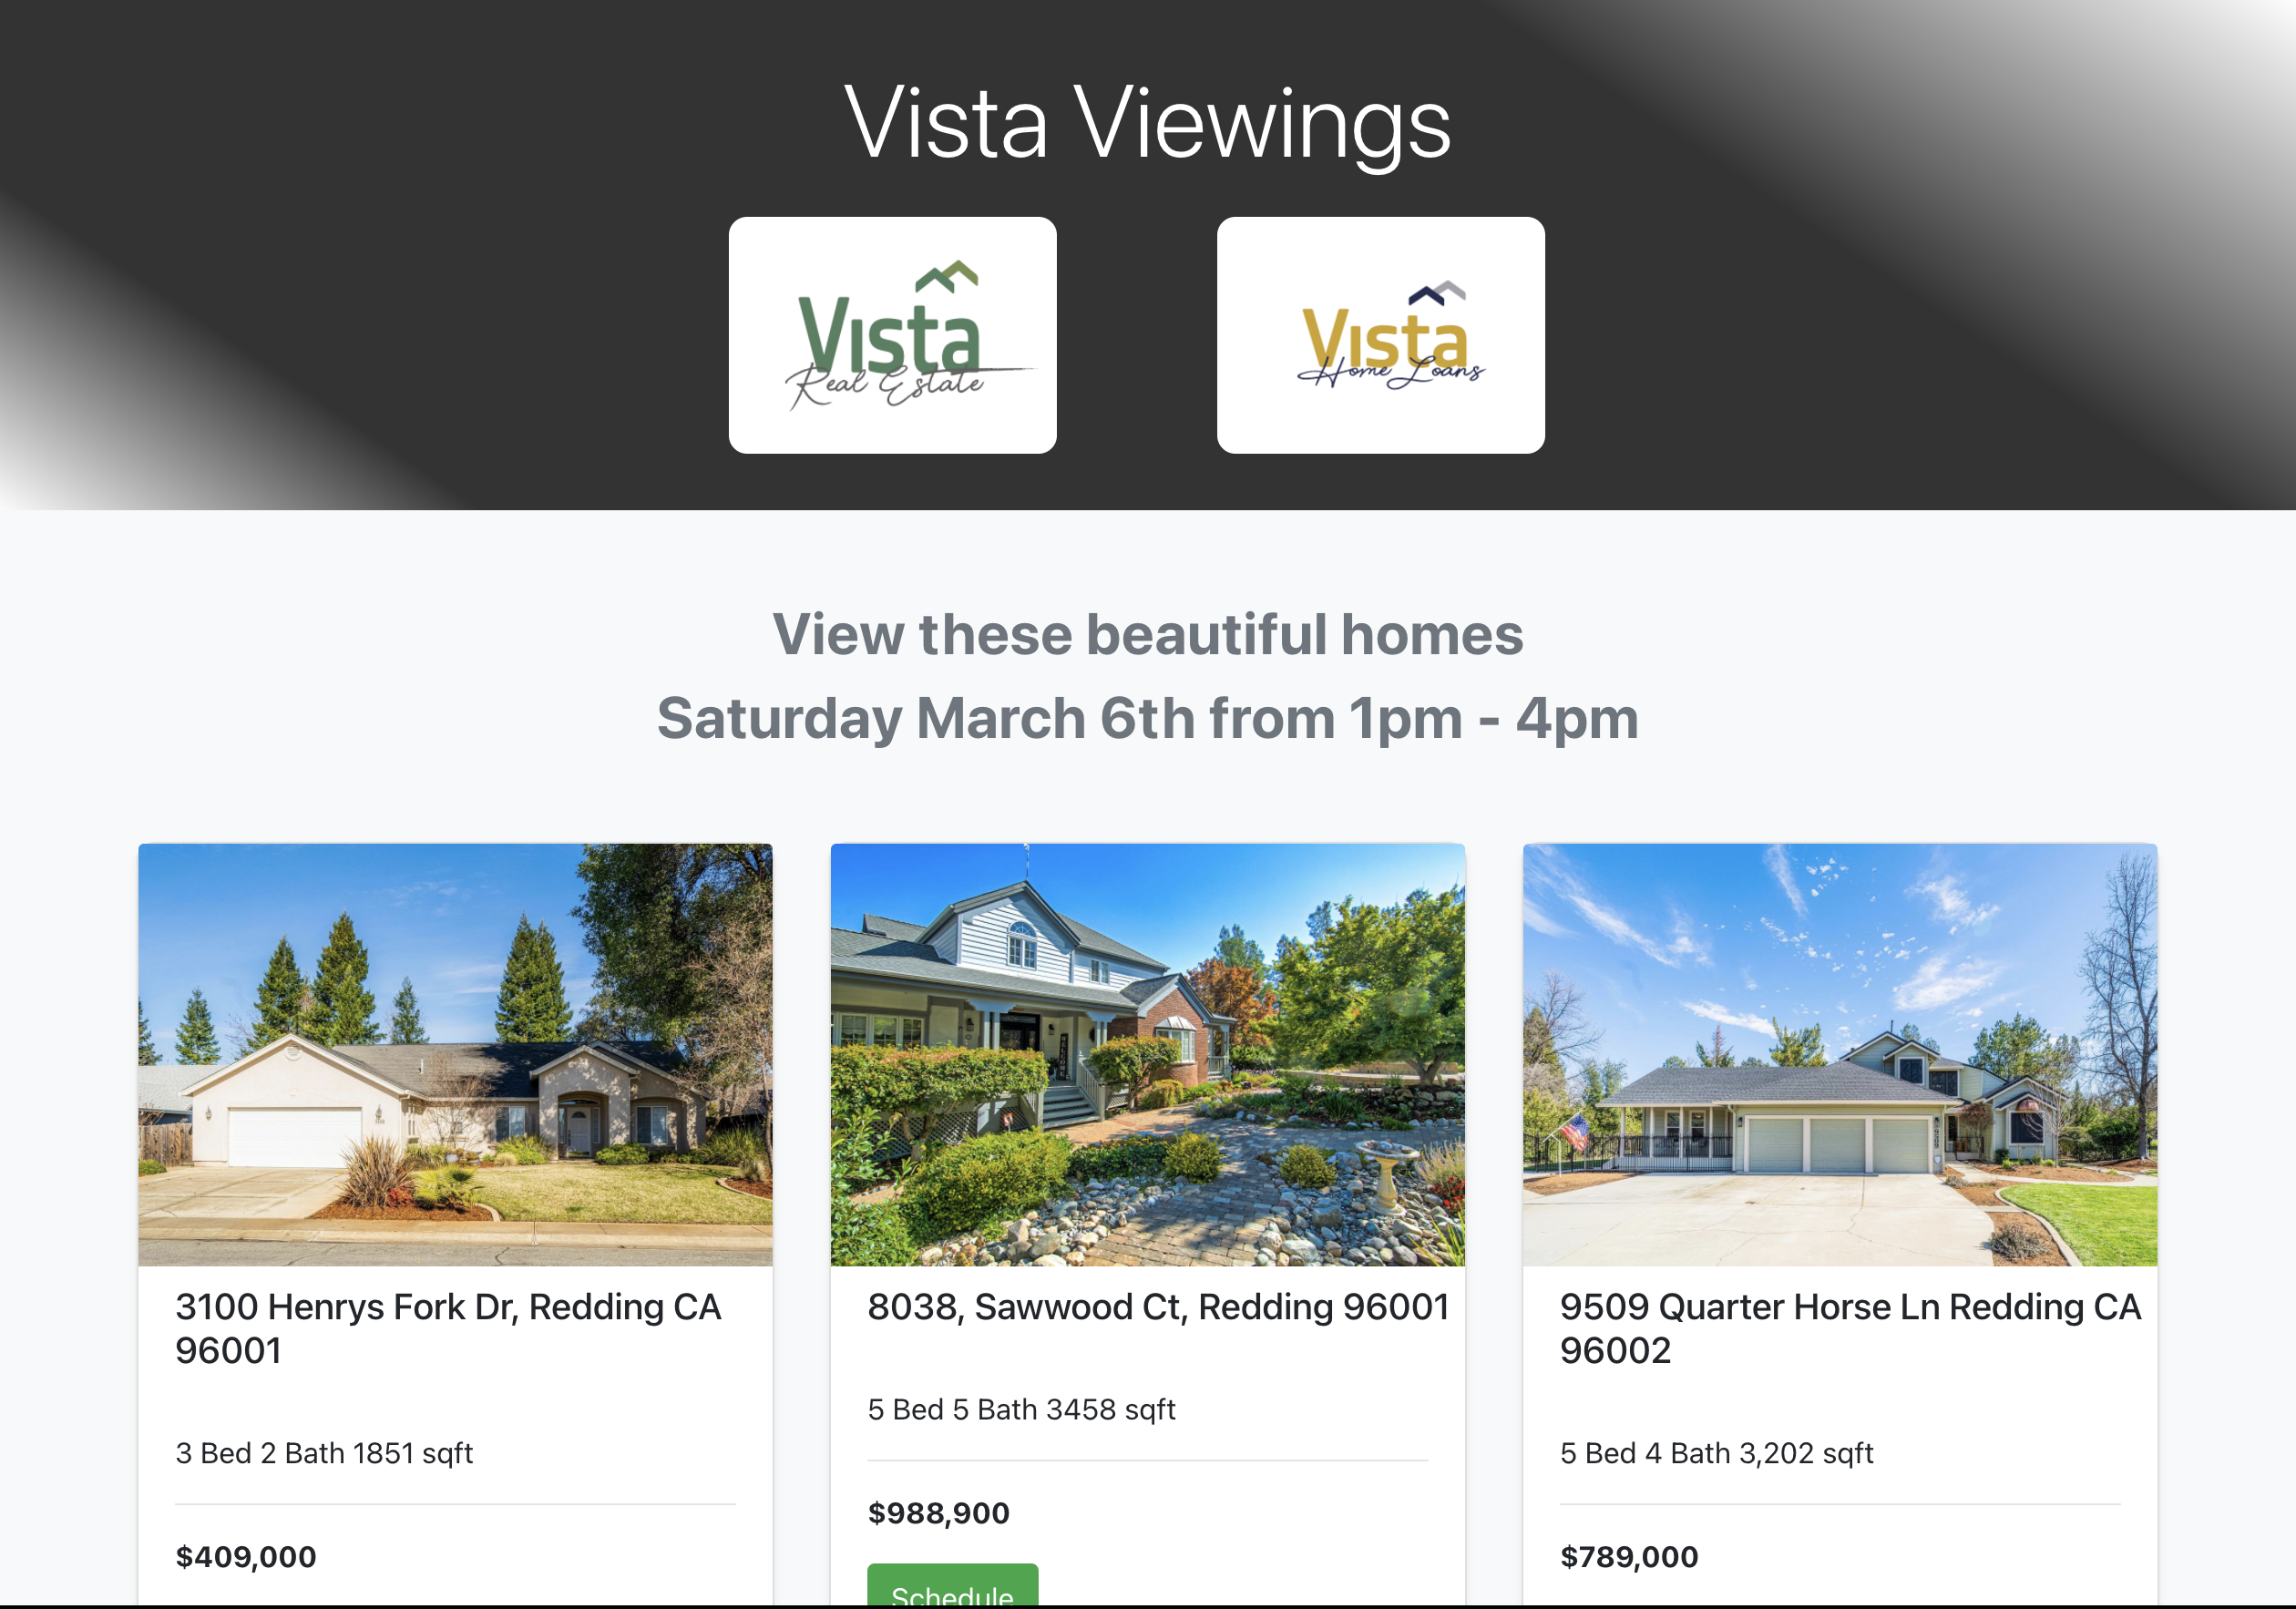 Vista Viewings
Vista
Real Estate
Vista
Home Loans
View these beautiful homes
Saturday March 6th from 1pm - 4pm
3100 Henrys Fork Dr, Redding CA
96001
3 Bed 2 Bath 1851 sqft
$409,000
8038, Sawwood Ct, Redding 96001
5 Bed 5 Bath 3458 sqft
$988,900
Schedule
9509 Quarter Horse Ln Redding CA
96002
5 Bed 4 Bath 3,202 sqft
$789,000